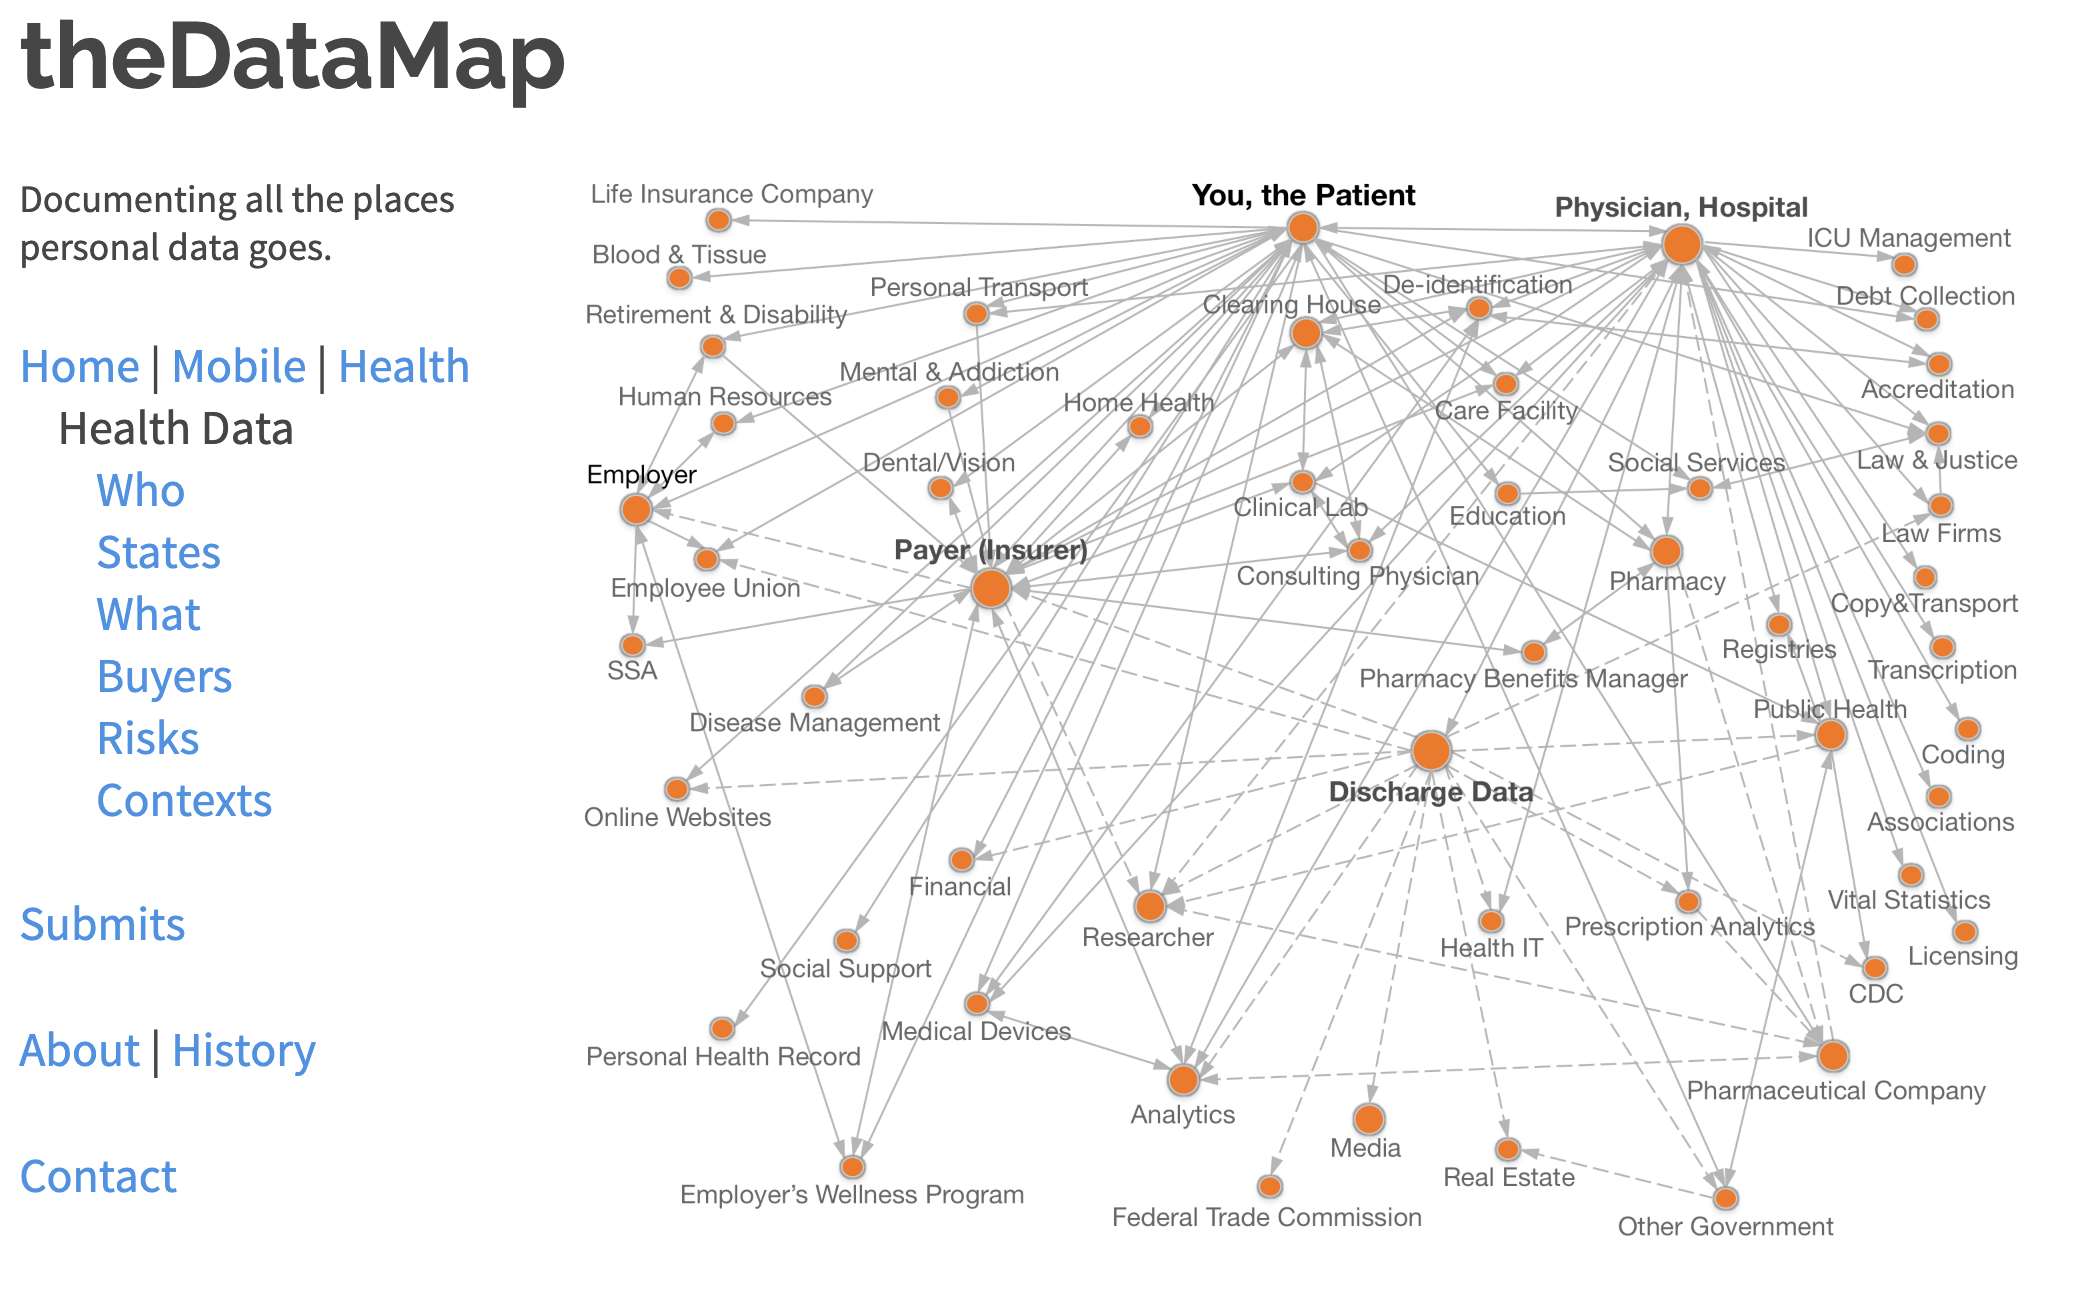 theDataMap
Documenting all the places
personal data goes.
Home | Mobile | Health
Health Data
Who
States
What
Buyers
Risks
Contexts
Submits
About | History
Contact
Life Insurance Company
You, the Patient
Physician, Hospital
ICU Management
Blood & Tissue
Personal Transport
De-identification
Clearing House
Debt Collection
Retirement & Disability
Mental & Addiction
Accreditation
Human Resources
Home Health
Care Facility
Employer
Dental/Vision
Social Services
Law & Justice
Clinical Lab
Education
Law Firms
Payer (Insurer)
Employee Union
Consulting Physician
Pharmacy
Copy&Transport
SSA
Registries
Transcription
Pharmacy Benefits Manager
Disease Management
Public Health
Coding
Discharge Data
Online Websites
Associations
Financial
Vital Statistics
Researcher
Health IT
Prescription Analytics
Licensing
Social Support
CDC
Medical Devices
Personal Health Record
Pharmaceutical Company
Analytics
Media
Real Estate
Employer’s Wellness Program
Federal Trade Commission
Other Government